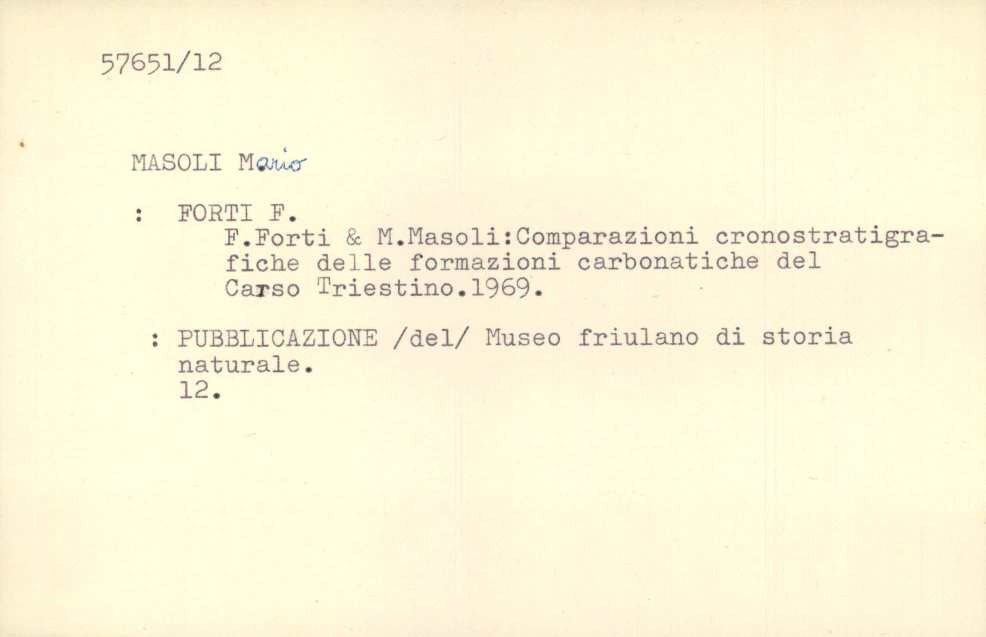 57651/12
MASOLI Mario
: FORTI F.
F.Forti & M.Masoli:Comparazioni cronostratigra-
fiche delle formazioni carbonatiche del
Carso Triestino.1969.
: PUBBLICAZIONE /del/ Museo friulano di storia
naturale.
12.